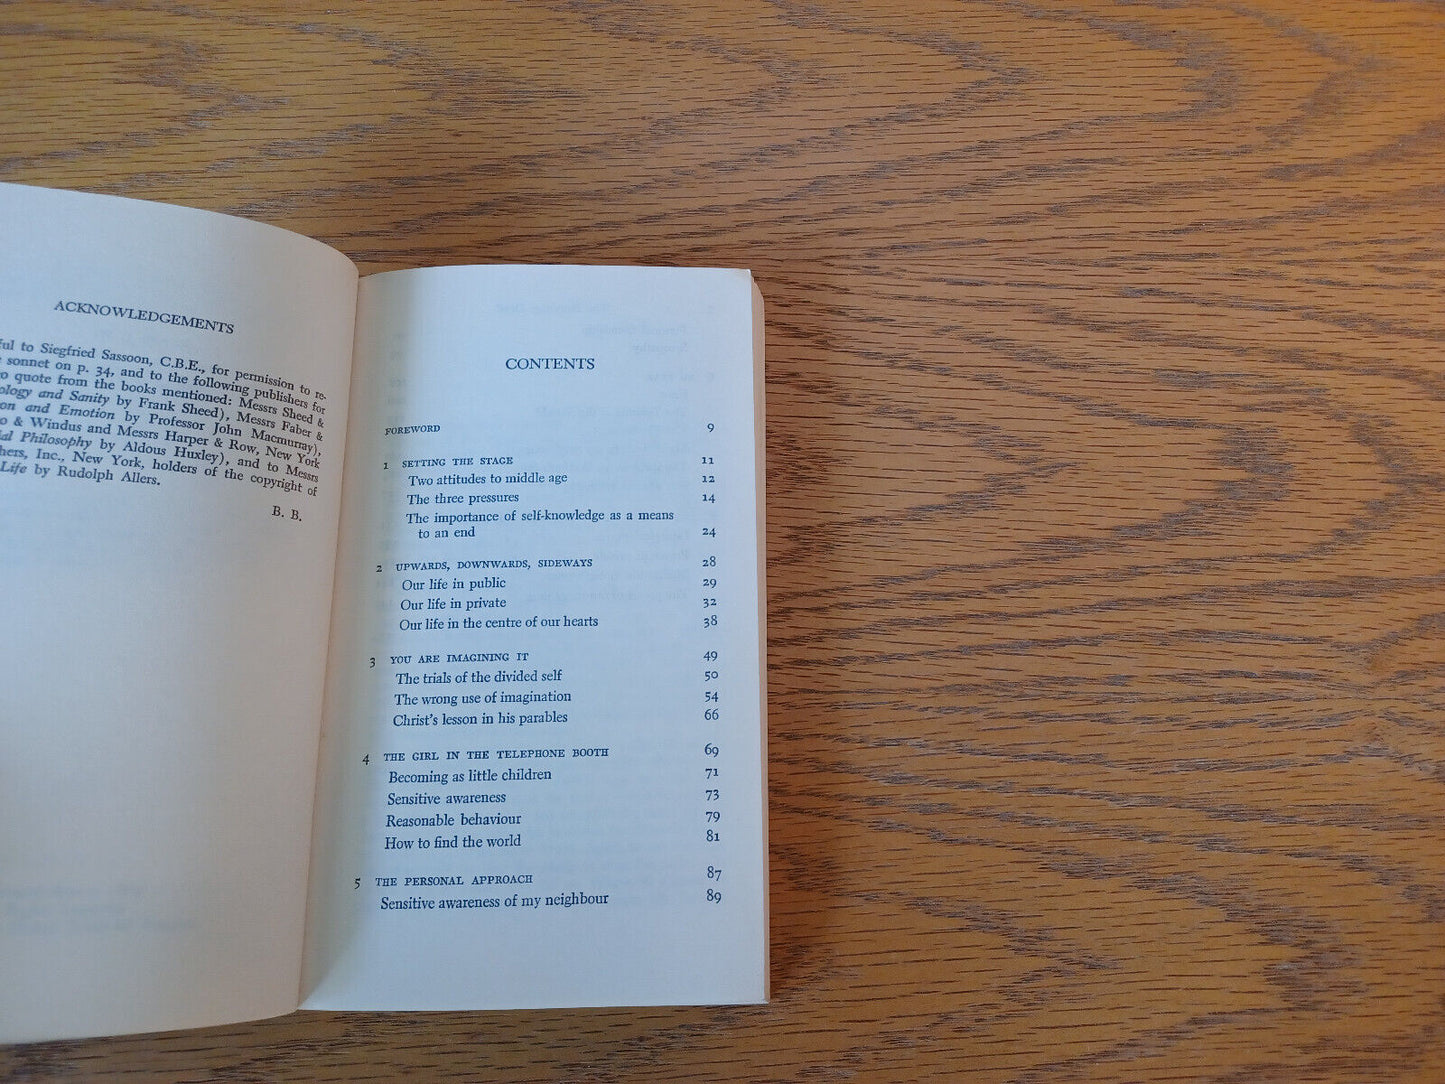 ACKNOWLEDGEMENTS
to Siegfried Sassoon, C.B.E., for permission to re-
sonnet on p. 34, and to the following publishers for
quote from the books mentioned: Messrs Sheed &
and Sanity by Frank Sheed), Messrs Faber &
and Emotion by Professor John Macmurray),
& Windus and Messrs Harper & Row, New York
Philosophy by Aldous Huxley), and to Messrs
Inc., New York, holders of the copyright of
Life by Rudolph Allers.
B. B.
CONTENTS
FOREWORD 9
1 SETTING THE STAGE 11
Two attitudes to middle age 12
The three pressures 14
The importance of self-knowledge as a means
to an end 24
2 UPWARDS, DOWNWARDS, SIDEWAYS 28
Our life in public 29
Our life in private 32
Our life in the centre of our hearts 38
3 YOU ARE IMAGINING IT 49
The trials of the divided self 50
The wrong use of imagination 54
Christ's lesson in his parables 66
4 THE GIRL IN THE TELEPHONE BOOTH 69
Becoming as little children 71
Sensitive awareness 73
Reasonable behaviour 79
How to find the world 81
5 THE PERSONAL APPROACH 87
Sensitive awareness of my neighbour 89